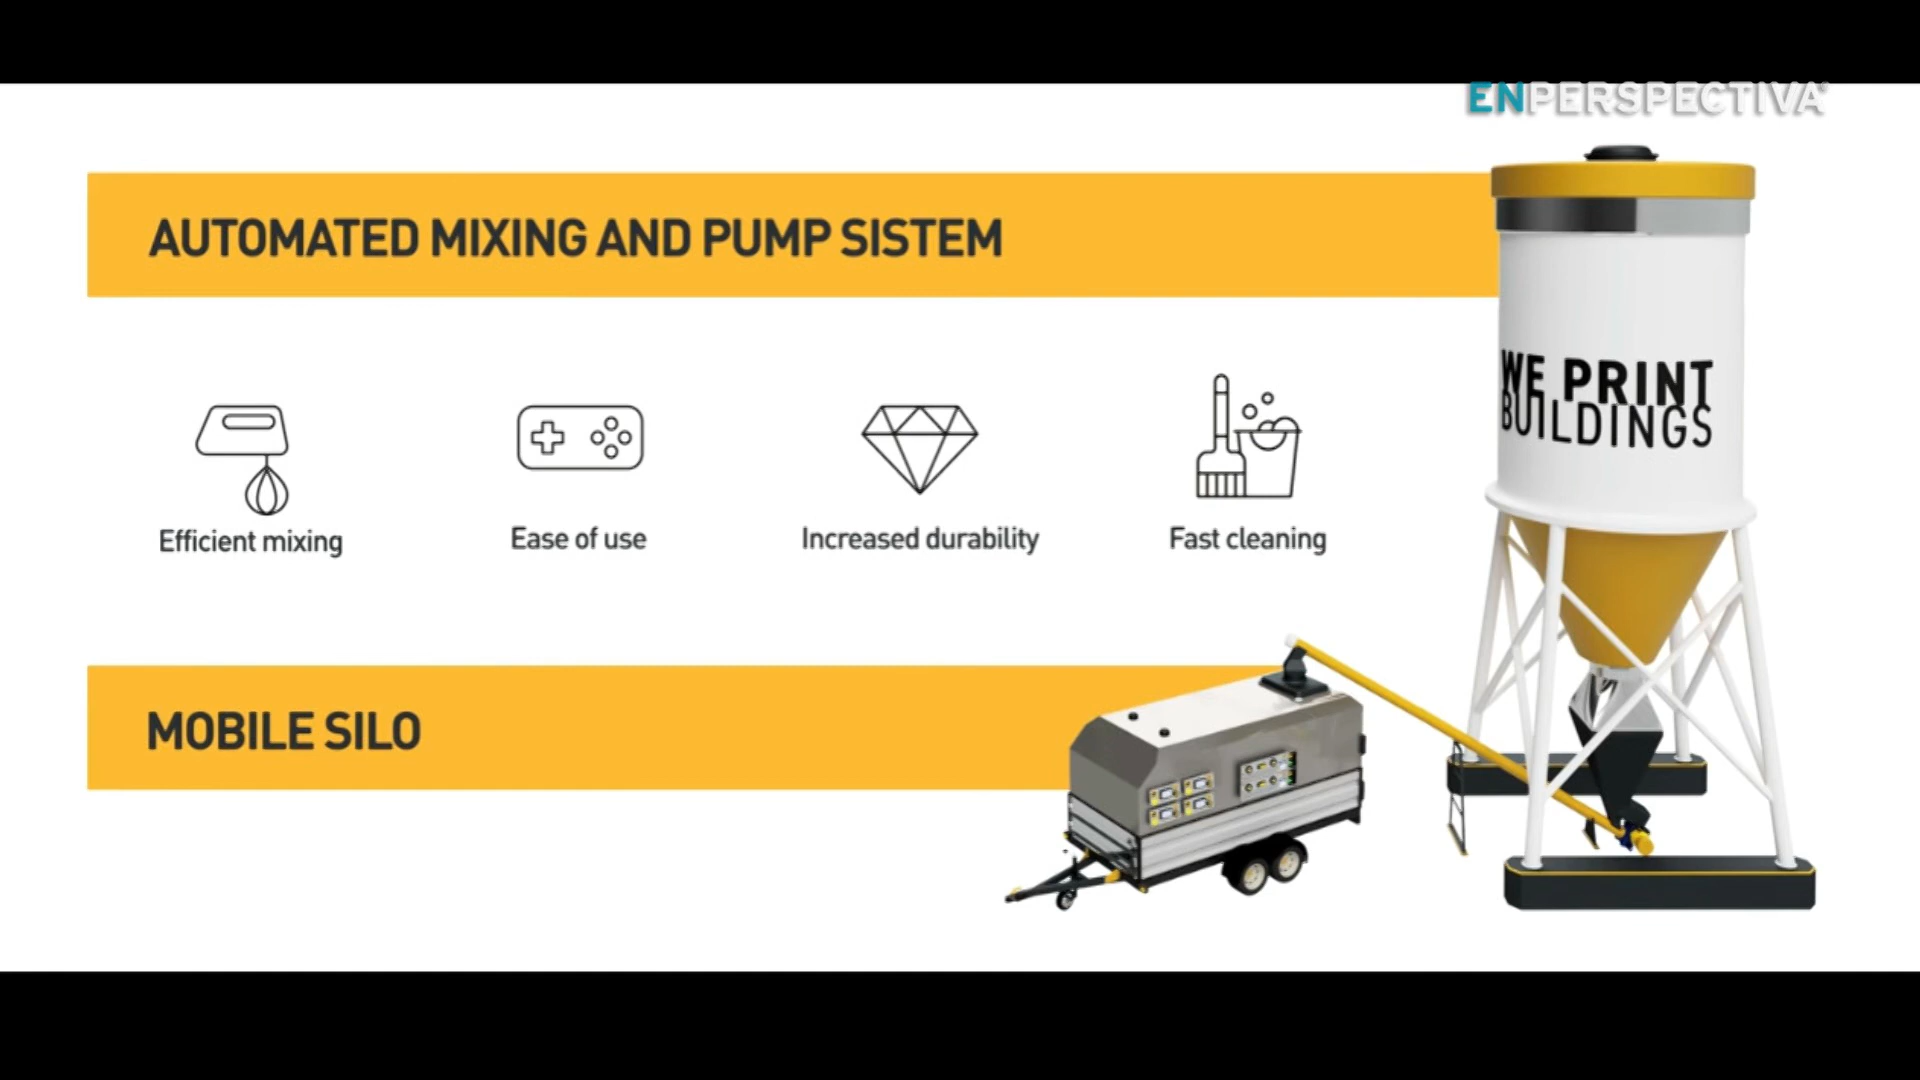 ENPERSPECTIVA
AUTOMATED MIXING AND PUMP SISTEM
WE PRINT
BUILDINGS
Efficient mixing
Ease of use
Increased durability
Fast cleaning
MOBILE SILO